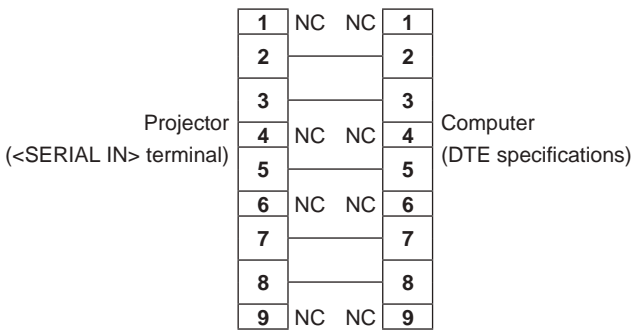 1 NC NC 1
2 2
3 3
Projector
(<SERIAL IN> terminal)
4 NC NC 4
Computer
(DTE specifications)
5 5
6 NC NC 6
7 7
8 8
9 NC NC 9